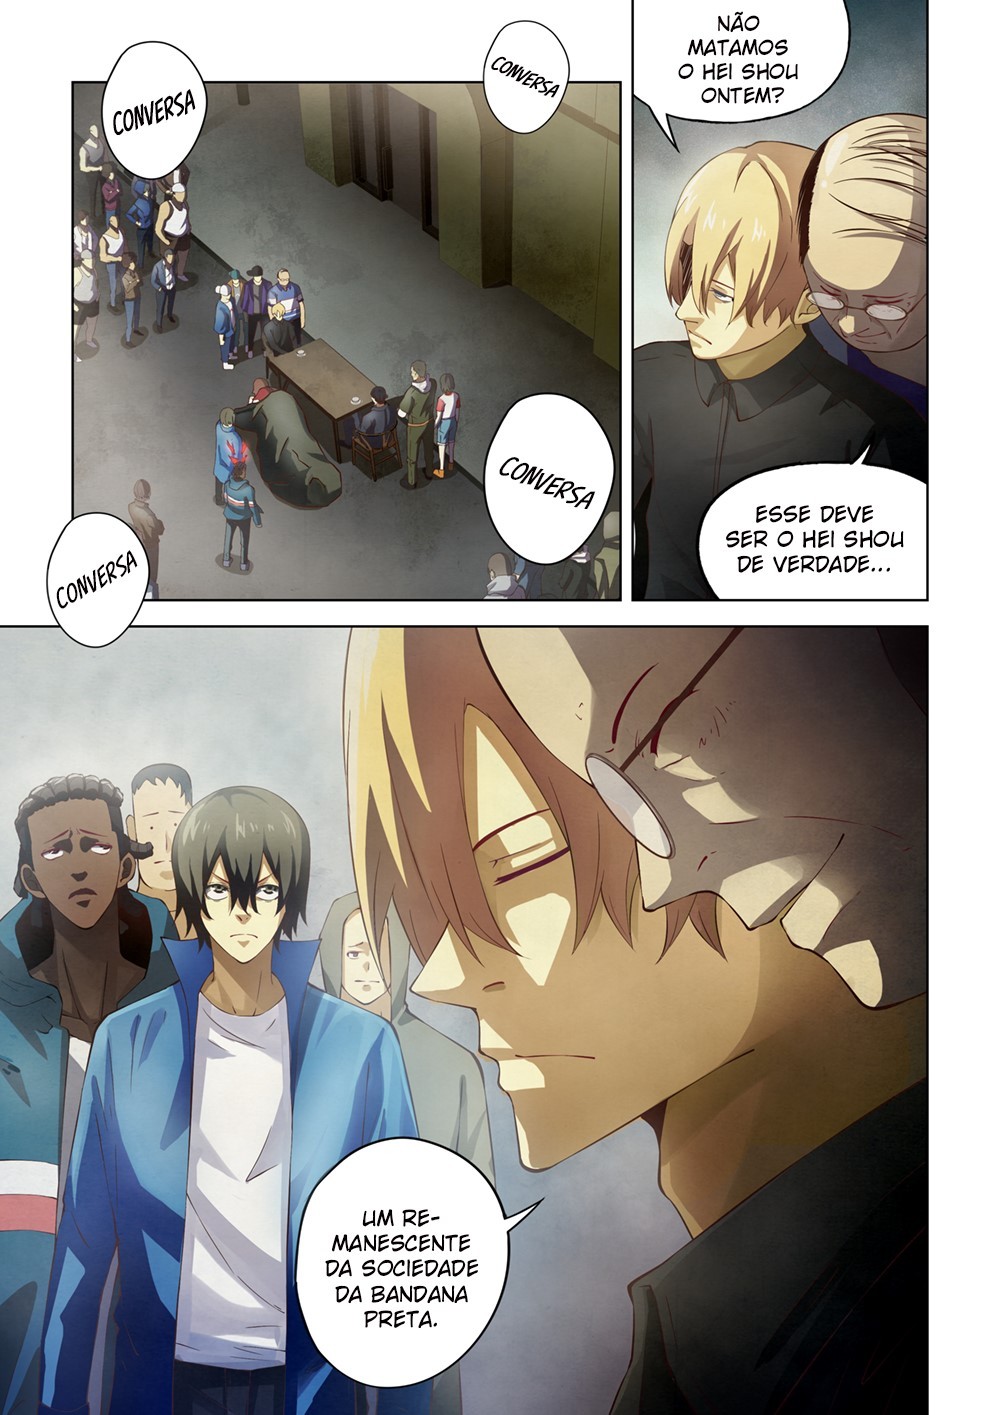 NÃO
MATAMOS
O HEI SHOU
ONTEM?
ESSE DEVE
SER O HEI SHOU
DE VERDADE...
CONVERSA
CONVERSA
CONVERSA
CONVERSA
UM RE-
MANESCENTE
DA SOCIEDADE
DA BANDANA
PRETA.